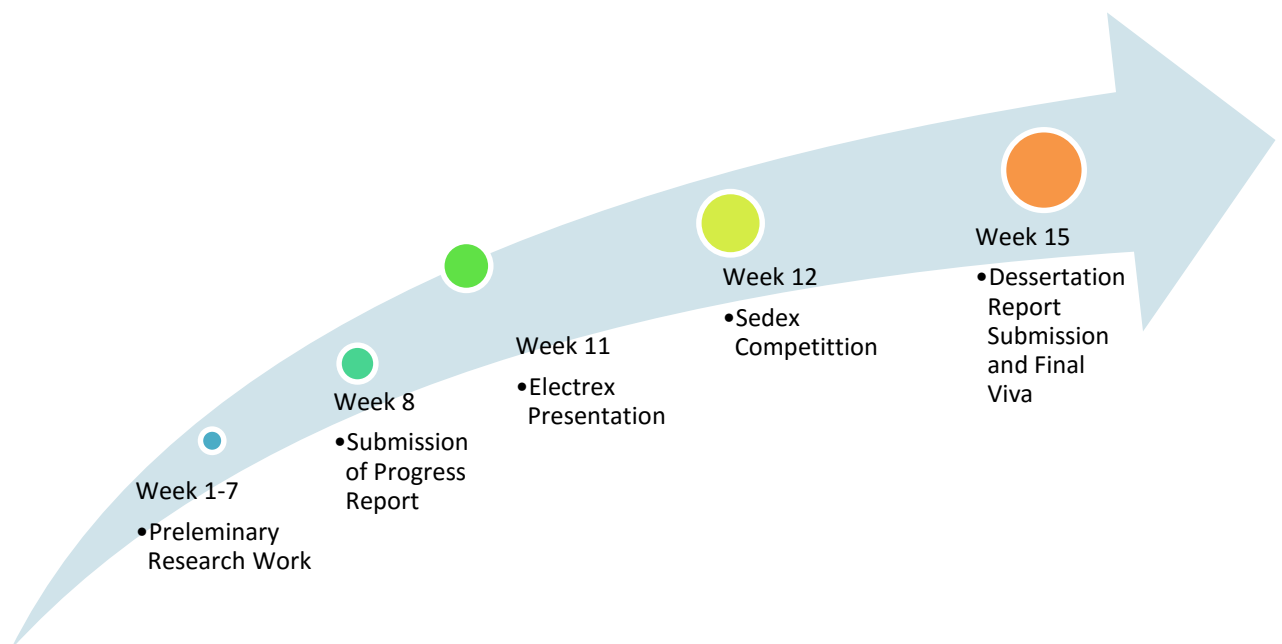 Week 1-7
•Preleminary
Research Work
Week 8
•Submission
of Progress
Report
Week 11
•Electrex
Presentation
Week 12
•Sedex
Competittion
Week 15
•Dessertation
Report
Submission
and Final
Viva